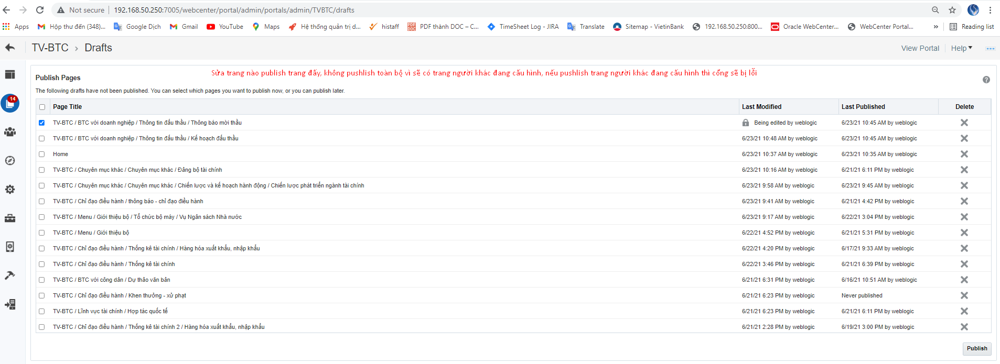 Not secure | 192.168.50.250:7005/webcenter/portal/admin/portals/admin/TVBTC/drafts
Apps Hộp thư đến (348)... Google Dịch Gmail YouTube Maps Hệ thống quản trị d... histaff PDF thành DOC – C... TimeSheet Log - JIRA Translate Sitemap - VietinBank 192.168.50.250:800... Oracle WebCenter... WebCenter Portal... » Reading list
TV-BTC › Drafts View Portal Help
Sửa trang nào publish trang đấy, không pushlish toàn bộ vì sẽ có trang người khác đang cấu hình, nếu pushlish trang người khác đang cấu hình thì cổng sẽ bị lỗi
Publish Pages
The following drafts have not been published. You can select which pages you want to publish now, or you can publish later.
14
Page Title Last Modified Last Published Delete
TV-BTC / BTC với doanh nghiệp / Thông tin đấu thầu / Thông báo mời thầu Being edited by weblogic 6/23/21 10:45 AM by weblogic
TV-BTC / BTC với doanh nghiệp / Thông tin đấu thầu / Kế hoạch đấu thầu 6/23/21 10:48 AM by weblogic 6/23/21 10:45 AM by weblogic
Home 6/23/21 10:37 AM by weblogic 6/23/21 10:35 AM by weblogic
TV-BTC / Chuyên mục khác / Chuyên mục khác / Đảng bộ tài chính 6/23/21 10:16 AM by weblogic 6/21/21 6:11 PM by weblogic
TV-BTC / Chuyên mục khác / Chuyên mục khác / Chiến lược và kế hoạch hành động / Chiến lược phát triển ngành tài chính 6/23/21 9:58 AM by weblogic 6/23/21 9:45 AM by weblogic
TV-BTC / Chỉ đạo điều hành / thông báo - chỉ đạo điều hành 6/23/21 9:41 AM by weblogic 6/21/21 4:42 PM by weblogic
TV-BTC / Menu / Giới thiệu bộ / Tổ chức bộ máy / Vụ Ngân sách Nhà nước 6/23/21 9:17 AM by weblogic 6/22/21 3:04 PM by weblogic
TV-BTC / Menu / Giới thiệu bộ 6/22/21 4:52 PM by weblogic 6/21/21 5:31 PM by weblogic
TV-BTC / Chỉ đạo điều hành / Thống kê tài chính / Hàng hóa xuất khẩu, nhập khẩu 6/22/21 4:20 PM by weblogic 6/17/21 9:33 AM by weblogic
TV-BTC / Chỉ đạo điều hành / Thống kê tài chính 6/22/21 3:46 PM by weblogic 6/21/21 6:39 PM by weblogic
TV-BTC / BTC với công dân / Dự thảo văn bản 6/21/21 6:31 PM by weblogic 6/16/21 10:51 AM by weblogic
TV-BTC / Chỉ đạo điều hành / Khen thưởng - xử phạt 6/21/21 6:23 PM by weblogic Never published
TV-BTC / Lĩnh vực tài chính / Hợp tác quốc tế 6/21/21 6:23 PM by weblogic 6/21/21 6:11 PM by weblogic
TV-BTC / Chỉ đạo điều hành / Thống kê tài chính 2 / Hàng hóa xuất khẩu, nhập khẩu 6/21/21 2:28 PM by weblogic 6/19/21 3:00 PM by weblogic
Publish